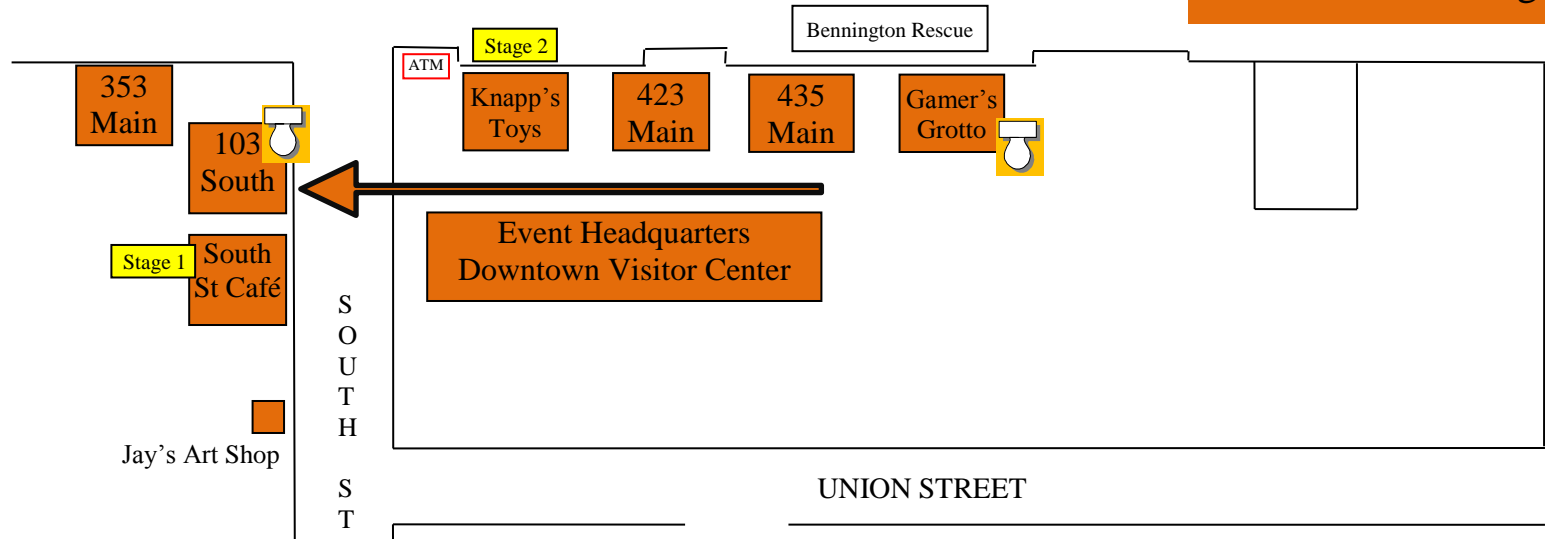 Bennington Rescue
Stage 2
ATM
353
Main
Knapp's
Toys
423
Main
435
Main
Gamer's
Grotto
103
South
Event Headquarters
Downtown Visitor Center
Stage 1
South
St Café
S
O
U
T
H
S
T
Jay's Art Shop
UNION STREET